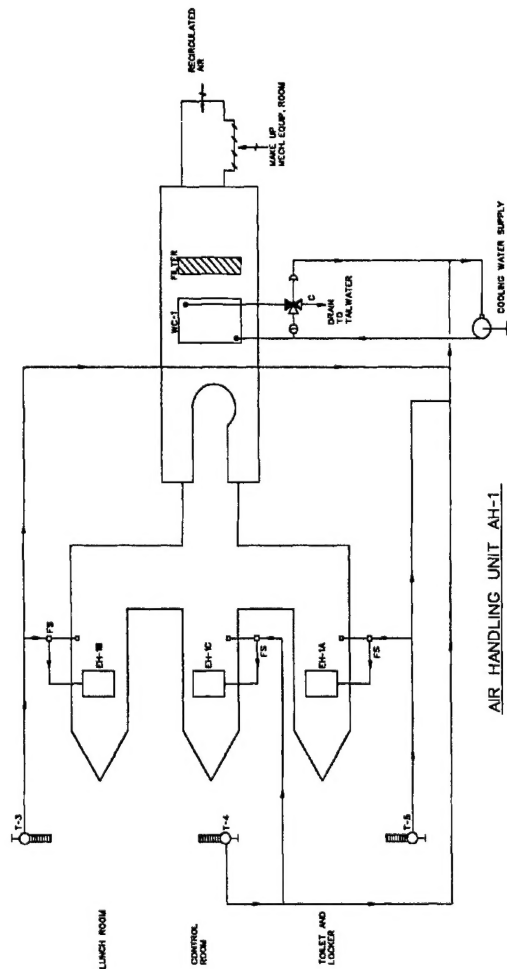 RECIRCULATED
AIR
MAKE UP
MECH. EQUIP. ROOM
FILTER
WC-1
C
DRAIN
TO
TAILWATER
COOLING WATER SUPPLY
FS
EH-1B
EH-1C
FS
EH-1A
FS
T-3
T-4
T-5
LUNCH ROOM
CONTROL
ROOM
TOILET AND
LOCKER
AIR HANDLING UNIT AH-1